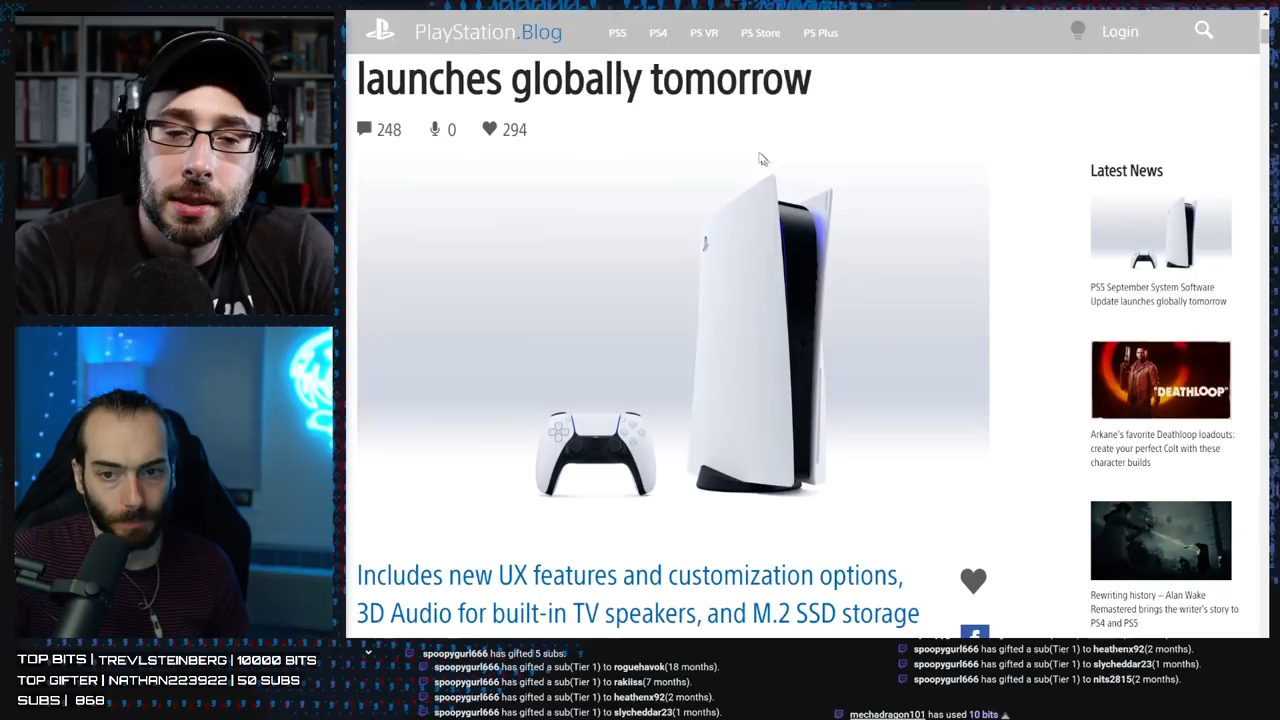 PlayStation.Blog
PS5
PS4
PS VR
PS Store
PS Plus
Login
launches globally tomorrow
248
0
294
Latest News
PS5 September System Software
Update launches globally tomorrow
"DEATHLOOP"
Arkane's favorite Deathloop loadouts:
create your perfect Colt with these
character builds
Rewriting history – Alan Wake
Remastered brings the writer's story to
PS4 and PS5
Includes new UX features and customization options,
3D Audio for built-in TV speakers, and M.2 SSD storage
TOP BITS | TREVLSTEINBERG | 10000 BITS
TOP GIFTER | NATHAN223922 | 50 SUBS
SUBS | 868
spoopygurl666 has gifted 5 subs.
spoopygurl666 has gifted a sub(Tier 1) to roguehavok(18 months).
spoopygurl666 has gifted a sub(Tier 1) to rakiiss(7 months).
spoopygurl666 has gifted a sub(Tier 1) to heathenx92(2 months).
spoopygurl666 has gifted a sub(Tier 1) to slycheddar23(1 months).
spoopygurl666 has gifted a sub(Tier 1) to heathenx92(2 months).
spoopygurl666 has gifted a sub(Tier 1) to slycheddar23(1 months).
spoopygurl666 has gifted a sub(Tier 1) to nits2815(2 months).
mechadragon101 has used 10 bits